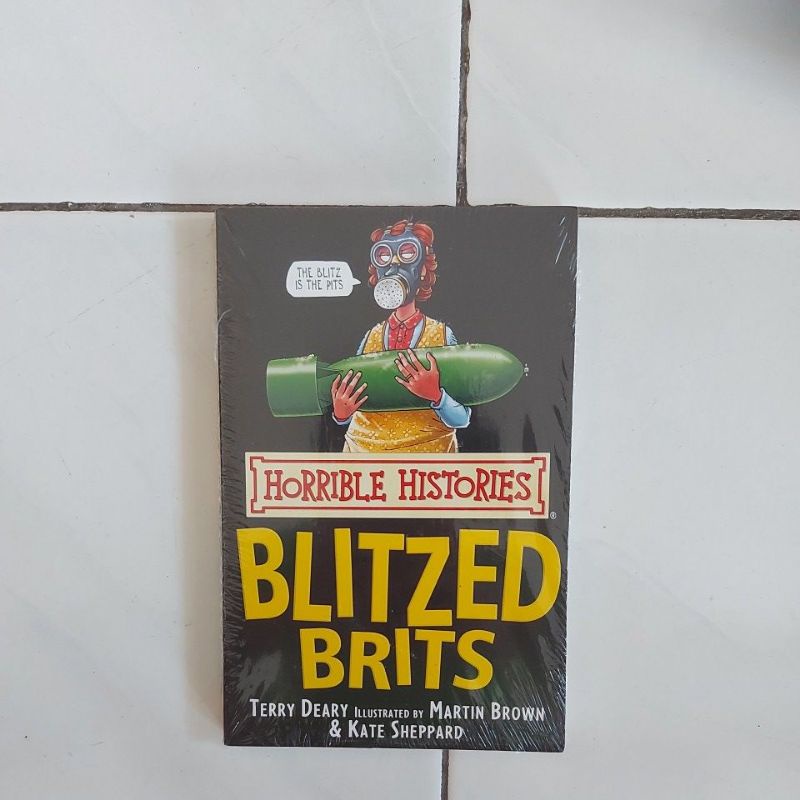 THE BLITZ
IS THE PITS
HORRIBLE HISTORIES
®
BLITZED
BRITS
TERRY DEARY ILLUSTRATED BY MARTIN BROWN
& KATE SHEPPARD